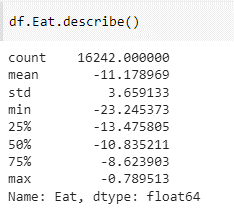 df.Eat.describe()
count    16242.000000
mean       -11.178969
std          3.659133
min        -23.245373
25%        -13.475805
50%        -10.835211
75%         -8.623903
max         -0.789513
Name: Eat, dtype: float64